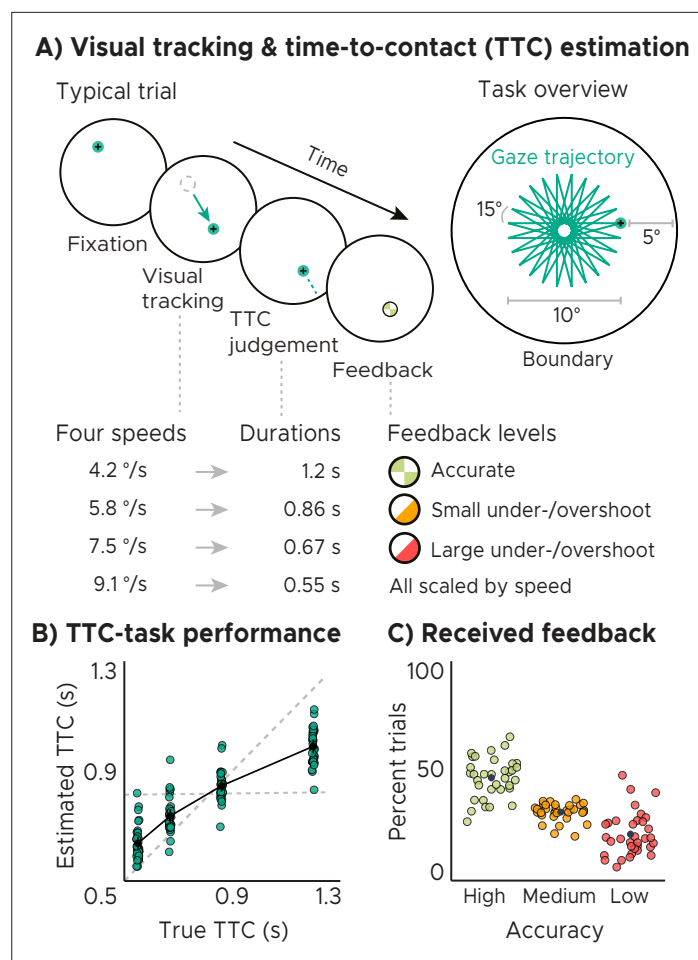 A) Visual tracking & time-to-contact (TTC) estimation
Typical trial
Task overview
Time
Gaze trajectory
15°
5°
10°
Boundary
Fixation
Visual
tracking
TTC
judgement
Feedback
Four speeds Durations Feedback levels
4.2 °/s 1.2 s Accurate
5.8 °/s 0.86 s Small under-/overshoot
7.5 °/s 0.67 s Large under-/overshoot
9.1 °/s 0.55 s All scaled by speed
B) TTC-task performance
1.3
0.9
0.5
Estimated TTC (s)
0.9
1.3
True TTC (s)
C) Received feedback
100
50
0
Percent trials
High Medium Low
Accuracy